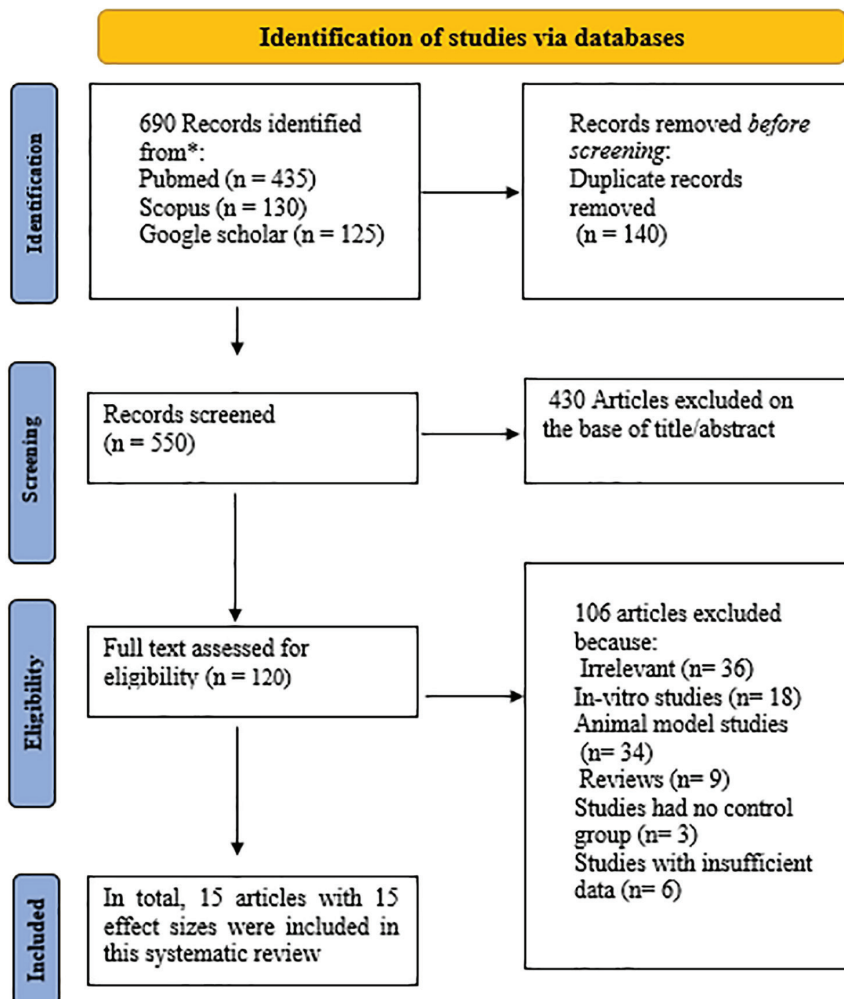 Identification of studies via databases
Identification
690 Records identified
from*:
Pubmed (n = 435)
Scopus (n = 130)
Google scholar (n = 125)
Records removed before
screening:
Duplicate records
removed
(n = 140)
Screening
Records screened
(n = 550)
430 Articles excluded on
the base of title/abstract
Eligibility
Full text assessed for
eligibility (n = 120)
106 articles excluded
because:
Irrelevant (n= 36)
In-vitro studies (n= 18)
Animal model studies
(n= 34)
Reviews (n= 9)
Studies had no control
group (n= 3)
Studies with insufficient
data (n= 6)
Included
In total, 15 articles with 15
effect sizes were included in
this systematic review